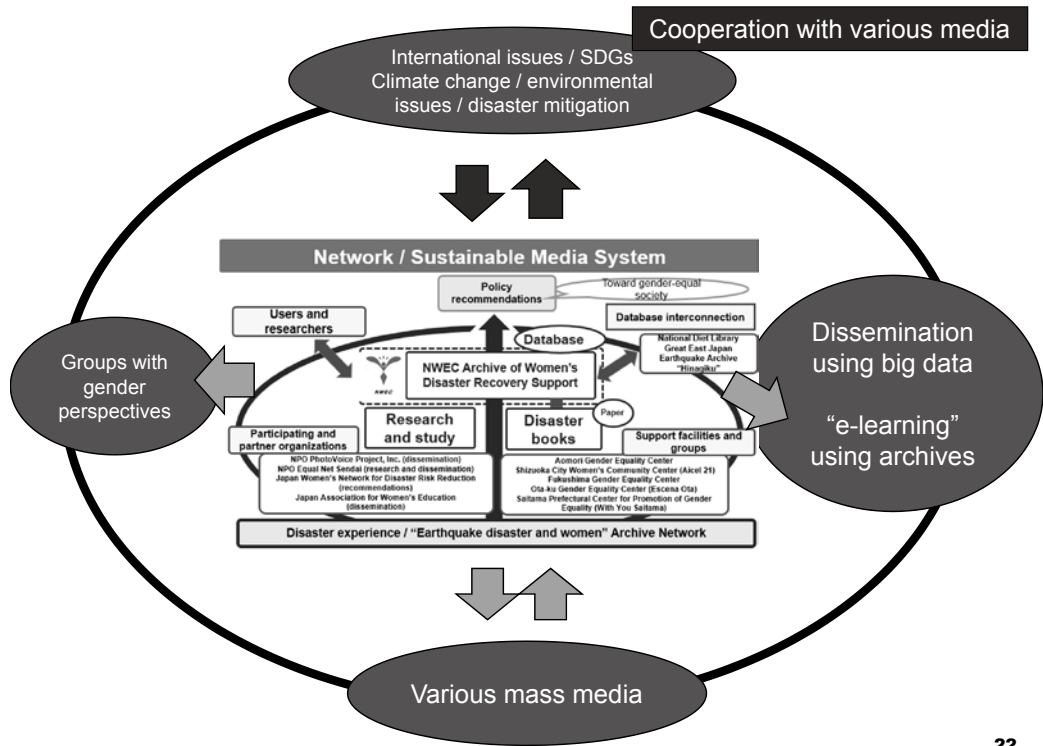 Cooperation with various media
International issues / SDGs
Climate change / environmental
issues / disaster mitigation
Network / Sustainable Media System
Policy
recommendations
Toward gender-equal
society
Users and
researchers
Database interconnection
Database
National Diet Library
Great East Japan
Earthquake Archive
"Hinagiku"
NWEC
NWEC Archive of Women's
Disaster Recovery Support
Groups with
gender
perspectives
Dissemination
using big data
“e-learning”
using archives
Research
and study
Disaster
books
Paper
Participating and
partner organizations
Support facilities and
groups
NPO PhotoVoice Project, Inc. (dissemination)
NPO Equal Net Sendai (research and dissemination)
Japan Women's Network for Disaster Risk Reduction
(recommendations)
Japan Association for Women's Education
(dissemination)
Aomori Gender Equality Center
Shizuoka City Women's Community Center (Aicel 21)
Fukushima Gender Equality Center
Ota-ku Gender Equality Center (Escena Ota)
Saitama Prefectural Center for Promotion of Gender
Equality (With You Saitama)
Disaster experience / "Earthquake disaster and women" Archive Network
Various mass media
22